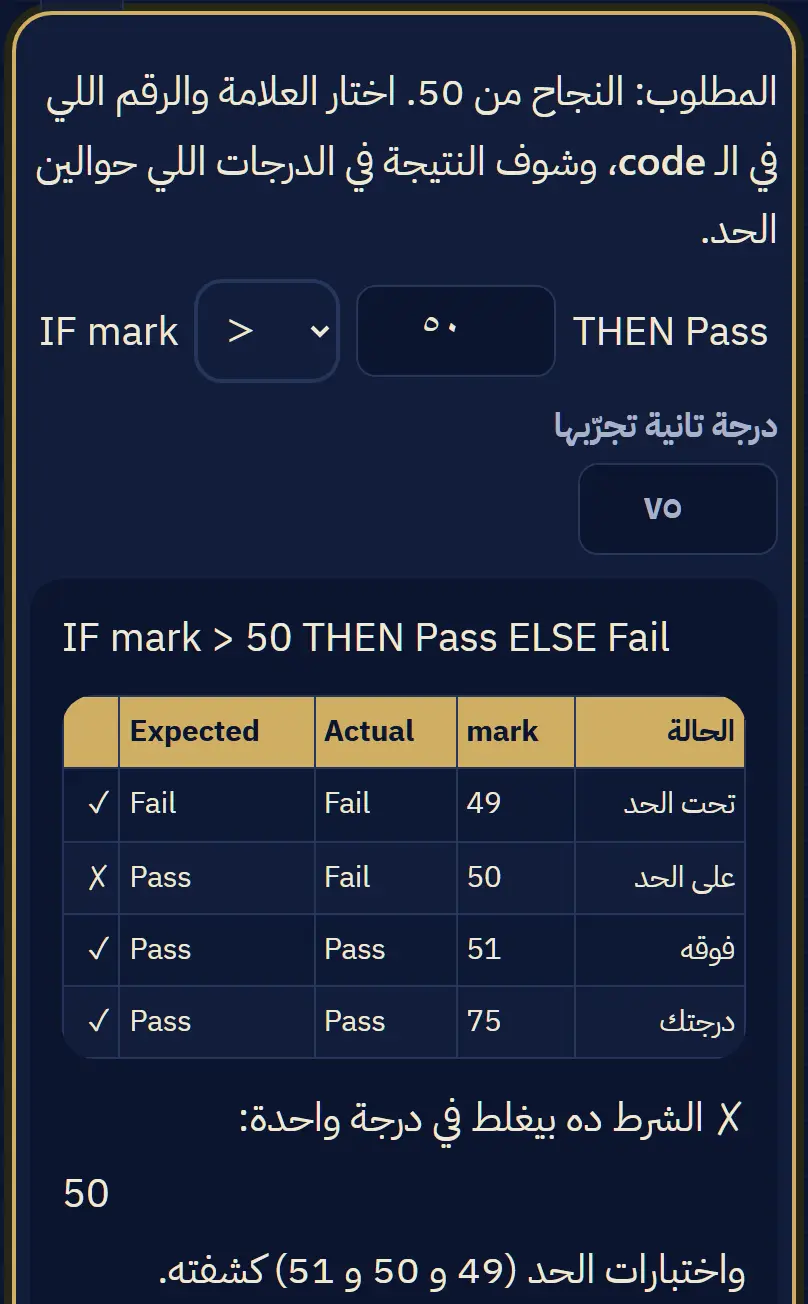 المطلوب: النجاح من 50. اختار العلامة والرقم اللي
في الـ code، وشوف النتيجة في الدرجات اللي حوالين
الحد.
IF mark > ٥٠ THEN Pass
درجة تانية تجرّبها
٧٥
IF mark > 50 THEN Pass ELSE Fail
الحالة mark Actual Expected
تحت الحد 49 Fail Fail ✓
على الحد 50 Fail Pass ✗
فوقه 51 Pass Pass ✓
درجتك 75 Pass Pass ✓
✗ الشرط ده بيغلط في درجة واحدة:
50
واختبارات الحد (49 و 50 و 51) كشفته.